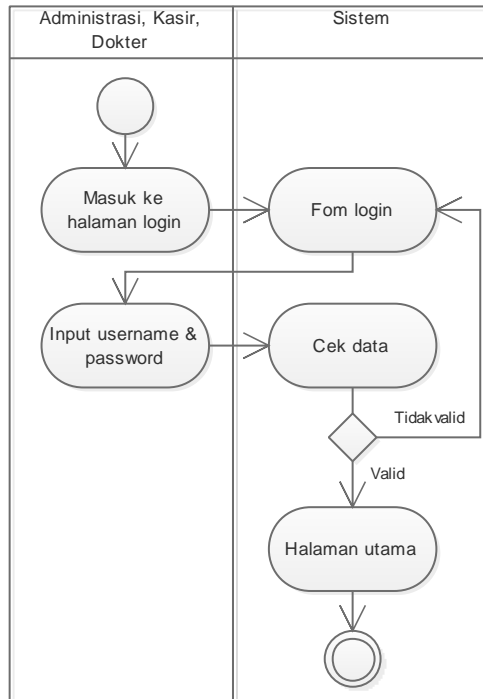 Administrasi, Kasir,
Dokter
Sistem
Masuk ke
halaman login
Fom login
Input username &
password
Cek data
Tidak valid
Valid
Halaman utama